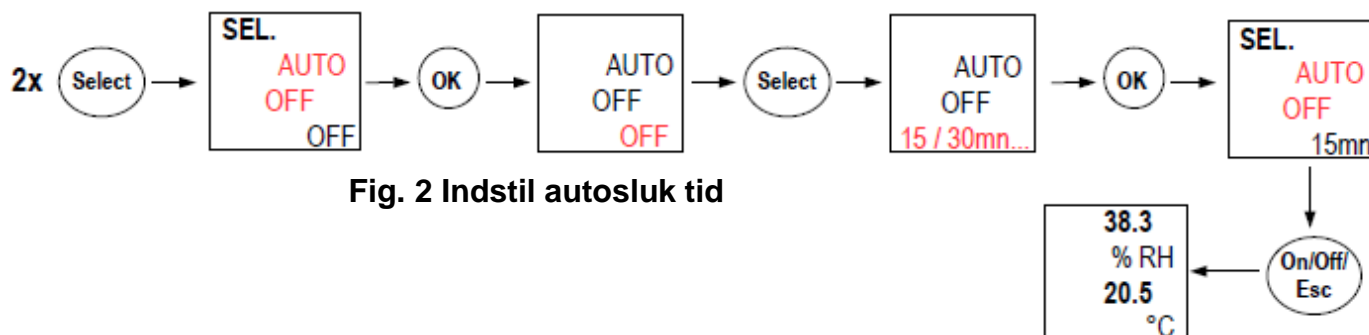 2x
Select
SEL.
AUTO
OFF
OFF
OK
AUTO
OFF
OFF
Select
AUTO
OFF
15 / 30mn...
OK
SEL.
AUTO
OFF
15mn
Fig. 2 Indstil autosluk tid
On/Off/
Esc
38.3
% RH
20.5
°C